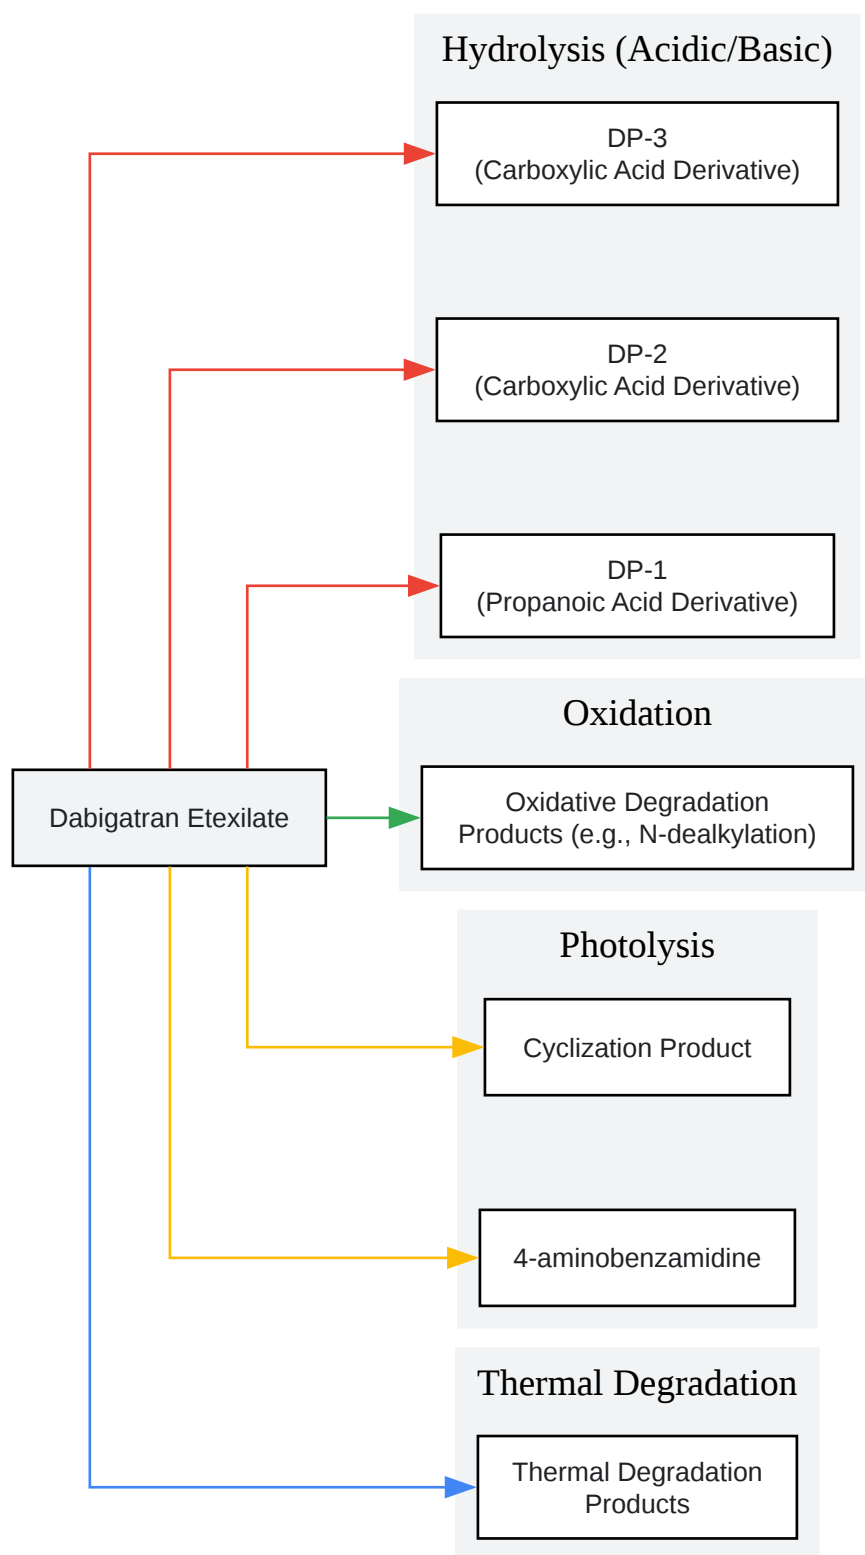 Hydrolysis (Acidic/Basic)
DP-3
(Carboxylic Acid Derivative)
DP-2
(Carboxylic Acid Derivative)
DP-1
(Propanoic Acid Derivative)
Oxidation
Dabigatran Etexilate
Oxidative Degradation
Products (e.g., N-dealkylation)
Photolysis
Cyclization Product
4-aminobenzamidine
Thermal Degradation
Thermal Degradation
Products